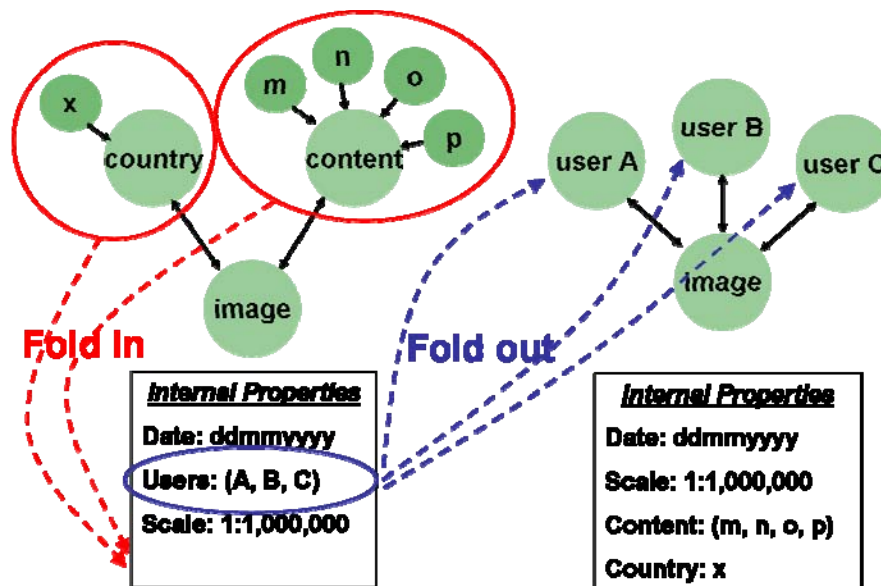 n
m
o
x
p
country
content
user B
user A
user C
image
image
Fold In
Fold out
Internal Properties
Date: ddmmyyyy
Users: (A, B, C)
Scale: 1:1,000,000
Internal Properties
Date: ddmmyyyy
Scale: 1:1,000,000
Content: (m, n, o, p)
Country: x